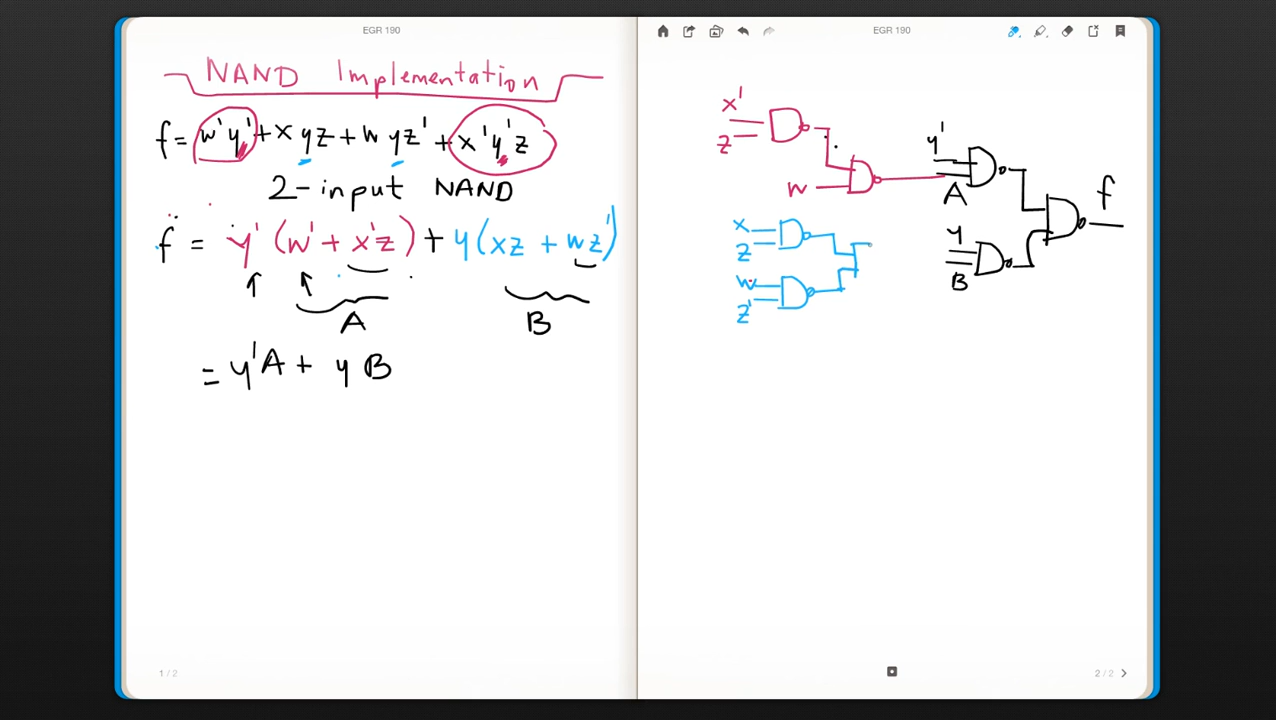 EGR 190
NAND Implementation
f = w'y' + xyz + wyz' + x'y'z
2-input NAND
f = y'(w' + x'z) + y(xz + wz')
A
B
= y'A + yB
1 / 2
EGR 190
x'
z
w
y'
A
f
x
z
y
B
w
z'
2 / 2